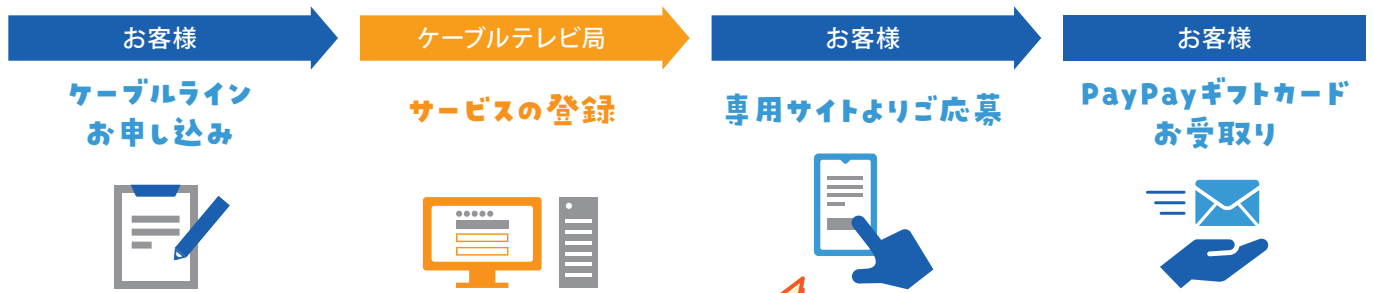 お客様
ケーブルライン
お申し込み
ケーブルテレビ局
サービスの登録
お客様
専用サイトよりご応募
お客様
PayPayギフトカード
お受取り